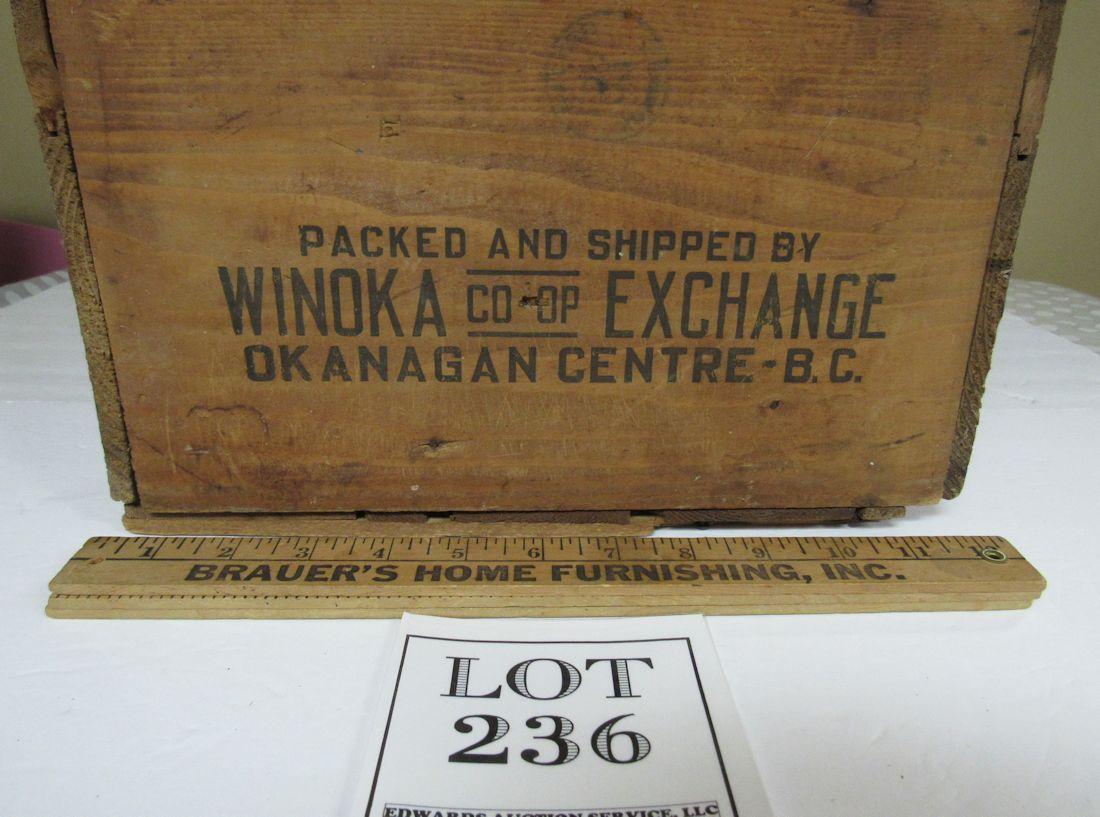 PACKED AND SHIPPED BY
WINOKA CO-OP EXCHANGE
OKANAGAN CENTRE - B.C.
1 2 3 4 5 6 7 8 9 10 11
BRAUER'S HOME FURNISHING, INC.
LOT
236
EDWARDS AUCTION SERVICE, LLC